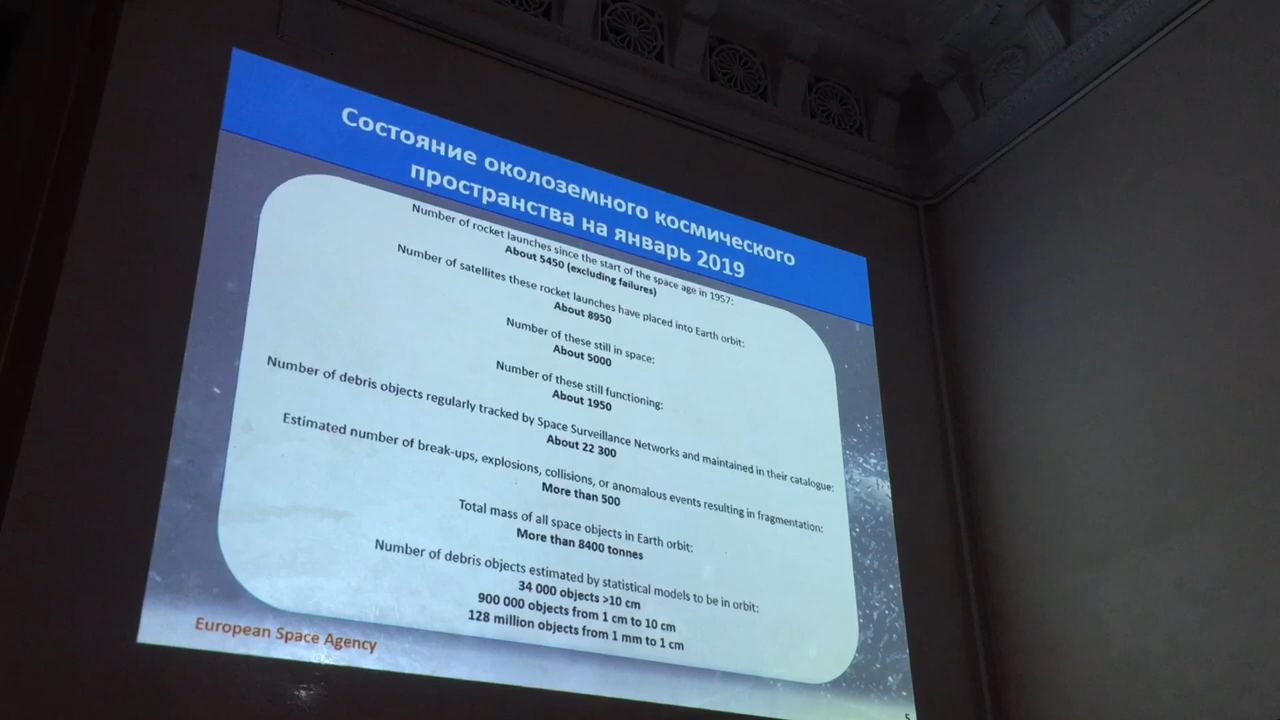 Состояние околоземного космического
пространства на январь 2019
Number of rocket launches since the start of the space age in 1957:
About 5450 (excluding failures)
Number of satellites these rocket launches have placed into Earth orbit:
About 8950
Number of these still in space:
About 5000
Number of these still functioning:
About 1950
Number of debris objects regularly tracked by Space Surveillance Networks and maintained in their catalogue:
About 22 300
Estimated number of break-ups, explosions, collisions, or anomalous events resulting in fragmentation:
More than 500
Total mass of all space objects in Earth orbit:
More than 8400 tonnes
Number of debris objects estimated by statistical models to be in orbit:
34 000 objects >10 cm
900 000 objects from 1 cm to 10 cm
128 million objects from 1 mm to 1 cm
European Space Agency
5